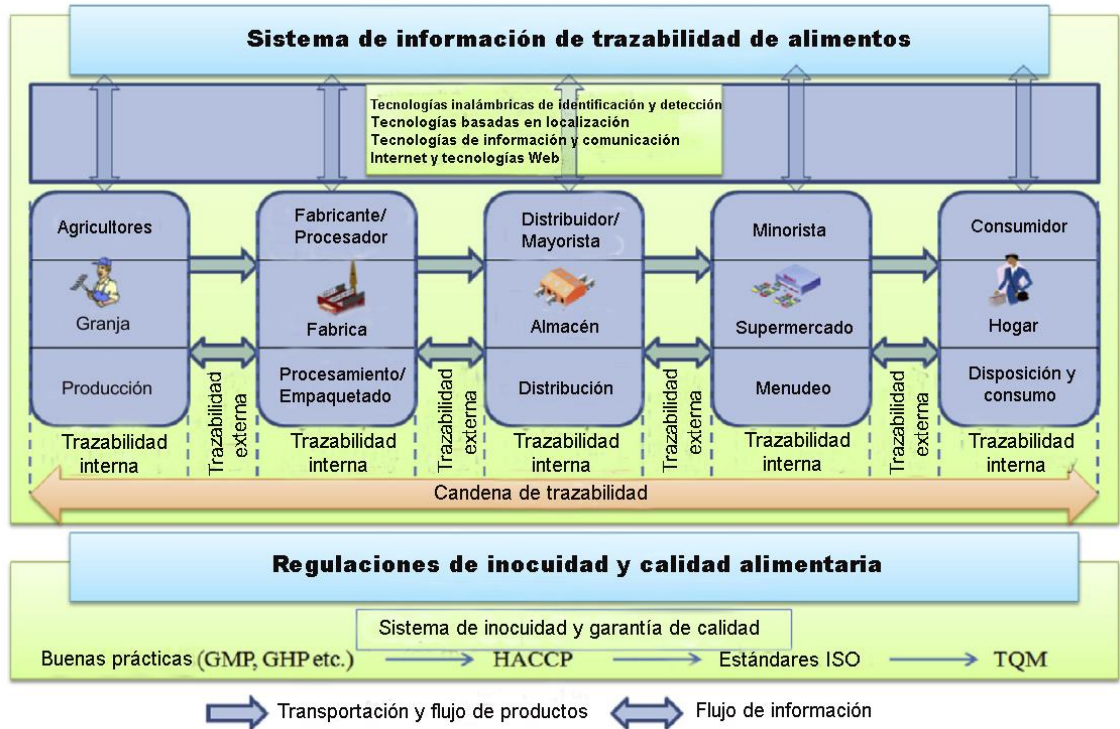 Sistema de información de trazabilidad de alimentos
Tecnologías inalámbricas de identificación y detección
Tecnologías basadas en localización
Tecnologías de información y comunicación
Internet y tecnologías Web
Agricultores
Granja
Producción
Fabricante/
Procesador
Fabrica
Procesamiento/
Empaquetado
Distribuidor/
Mayorista
Almacén
Distribución
Minorista
Supermercado
Menudeo
Consumidor
Hogar
Disposición y
consumo
Trazabilidad
interna
Trazabilidad
externa
Trazabilidad
interna
Trazabilidad
externa
Trazabilidad
interna
Trazabilidad
externa
Trazabilidad
interna
Trazabilidad
externa
Trazabilidad
interna
Candena de trazabilidad
Regulaciones de inocuidad y calidad alimentaria
Sistema de inocuidad y garantía de calidad
Buenas prácticas (GMP, GHP etc.) HACCP Estándares ISO TQM
Transportación y flujo de productos Flujo de información